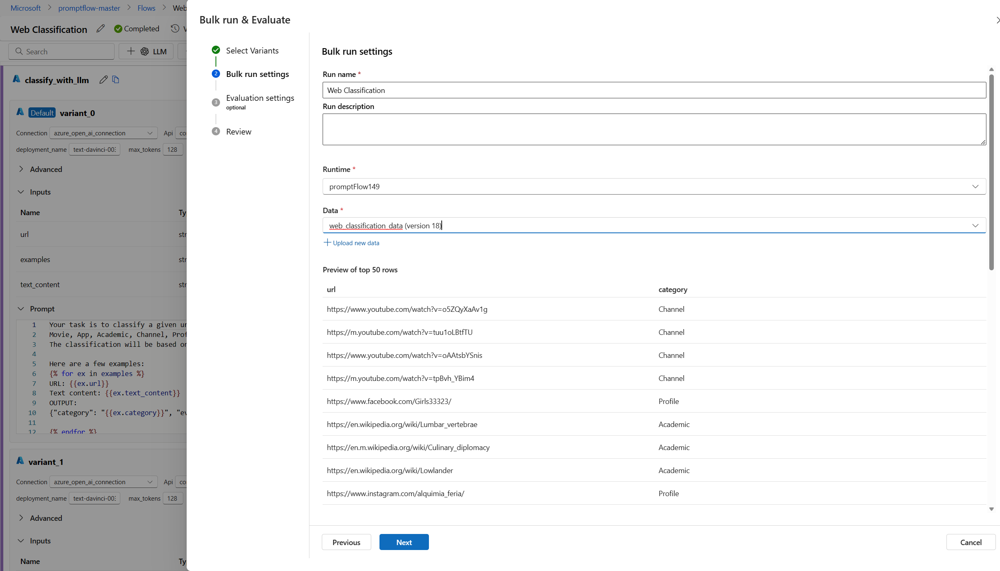 Microsoft > promptflow-master > Flows > Web
Web Classification Completed
Search
LLM
classify_with_llm
Default variant_0
Connection azure_open_ai_connection Api co
deployment_name text-davinci-003 max_tokens 128
Advanced
Inputs
Name Ty
url str
examples str
text_content str
Prompt
1 Your task is to classify a given ur
2 Movie, App, Academic, Channel, Prof
3 The classification will be based on
4
5 Here are a few examples:
6 {% for ex in examples %}
7 URL: {{ex.url}}
8 Text content: {{ex.text_content}}
9 OUTPUT:
10 {"category": "{{ex.category}}", "ev
11
12 {% endfor %}
variant_1
Connection azure_open_ai_connection Api co
deployment_name text-davinci-003 max_tokens 128
Advanced
Inputs
Name Ty
Bulk run & Evaluate
Select Variants
2 Bulk run settings
3 Evaluation settings
optional
4 Review
Bulk run settings
Run name *
Web Classification
Run description
Runtime *
promptFlow149
Data *
web_classification_data (version 18)
Upload new data
Preview of top 50 rows
url category
https://www.youtube.com/watch?v=o5ZQyXaAv1g Channel
https://m.youtube.com/watch?v=tuu1oLBtfTU Channel
https://www.youtube.com/watch?v=oAAtsbYSnis Channel
https://m.youtube.com/watch?v=tpBvh_YBim4 Channel
https://www.facebook.com/Girls33323/ Profile
https://en.wikipedia.org/wiki/Lumbar_vertebrae Academic
https://en.m.wikipedia.org/wiki/Culinary_diplomacy Academic
https://en.wikipedia.org/wiki/Lowlander Academic
https://www.instagram.com/alquimia_feria/ Profile
Previous Next Cancel